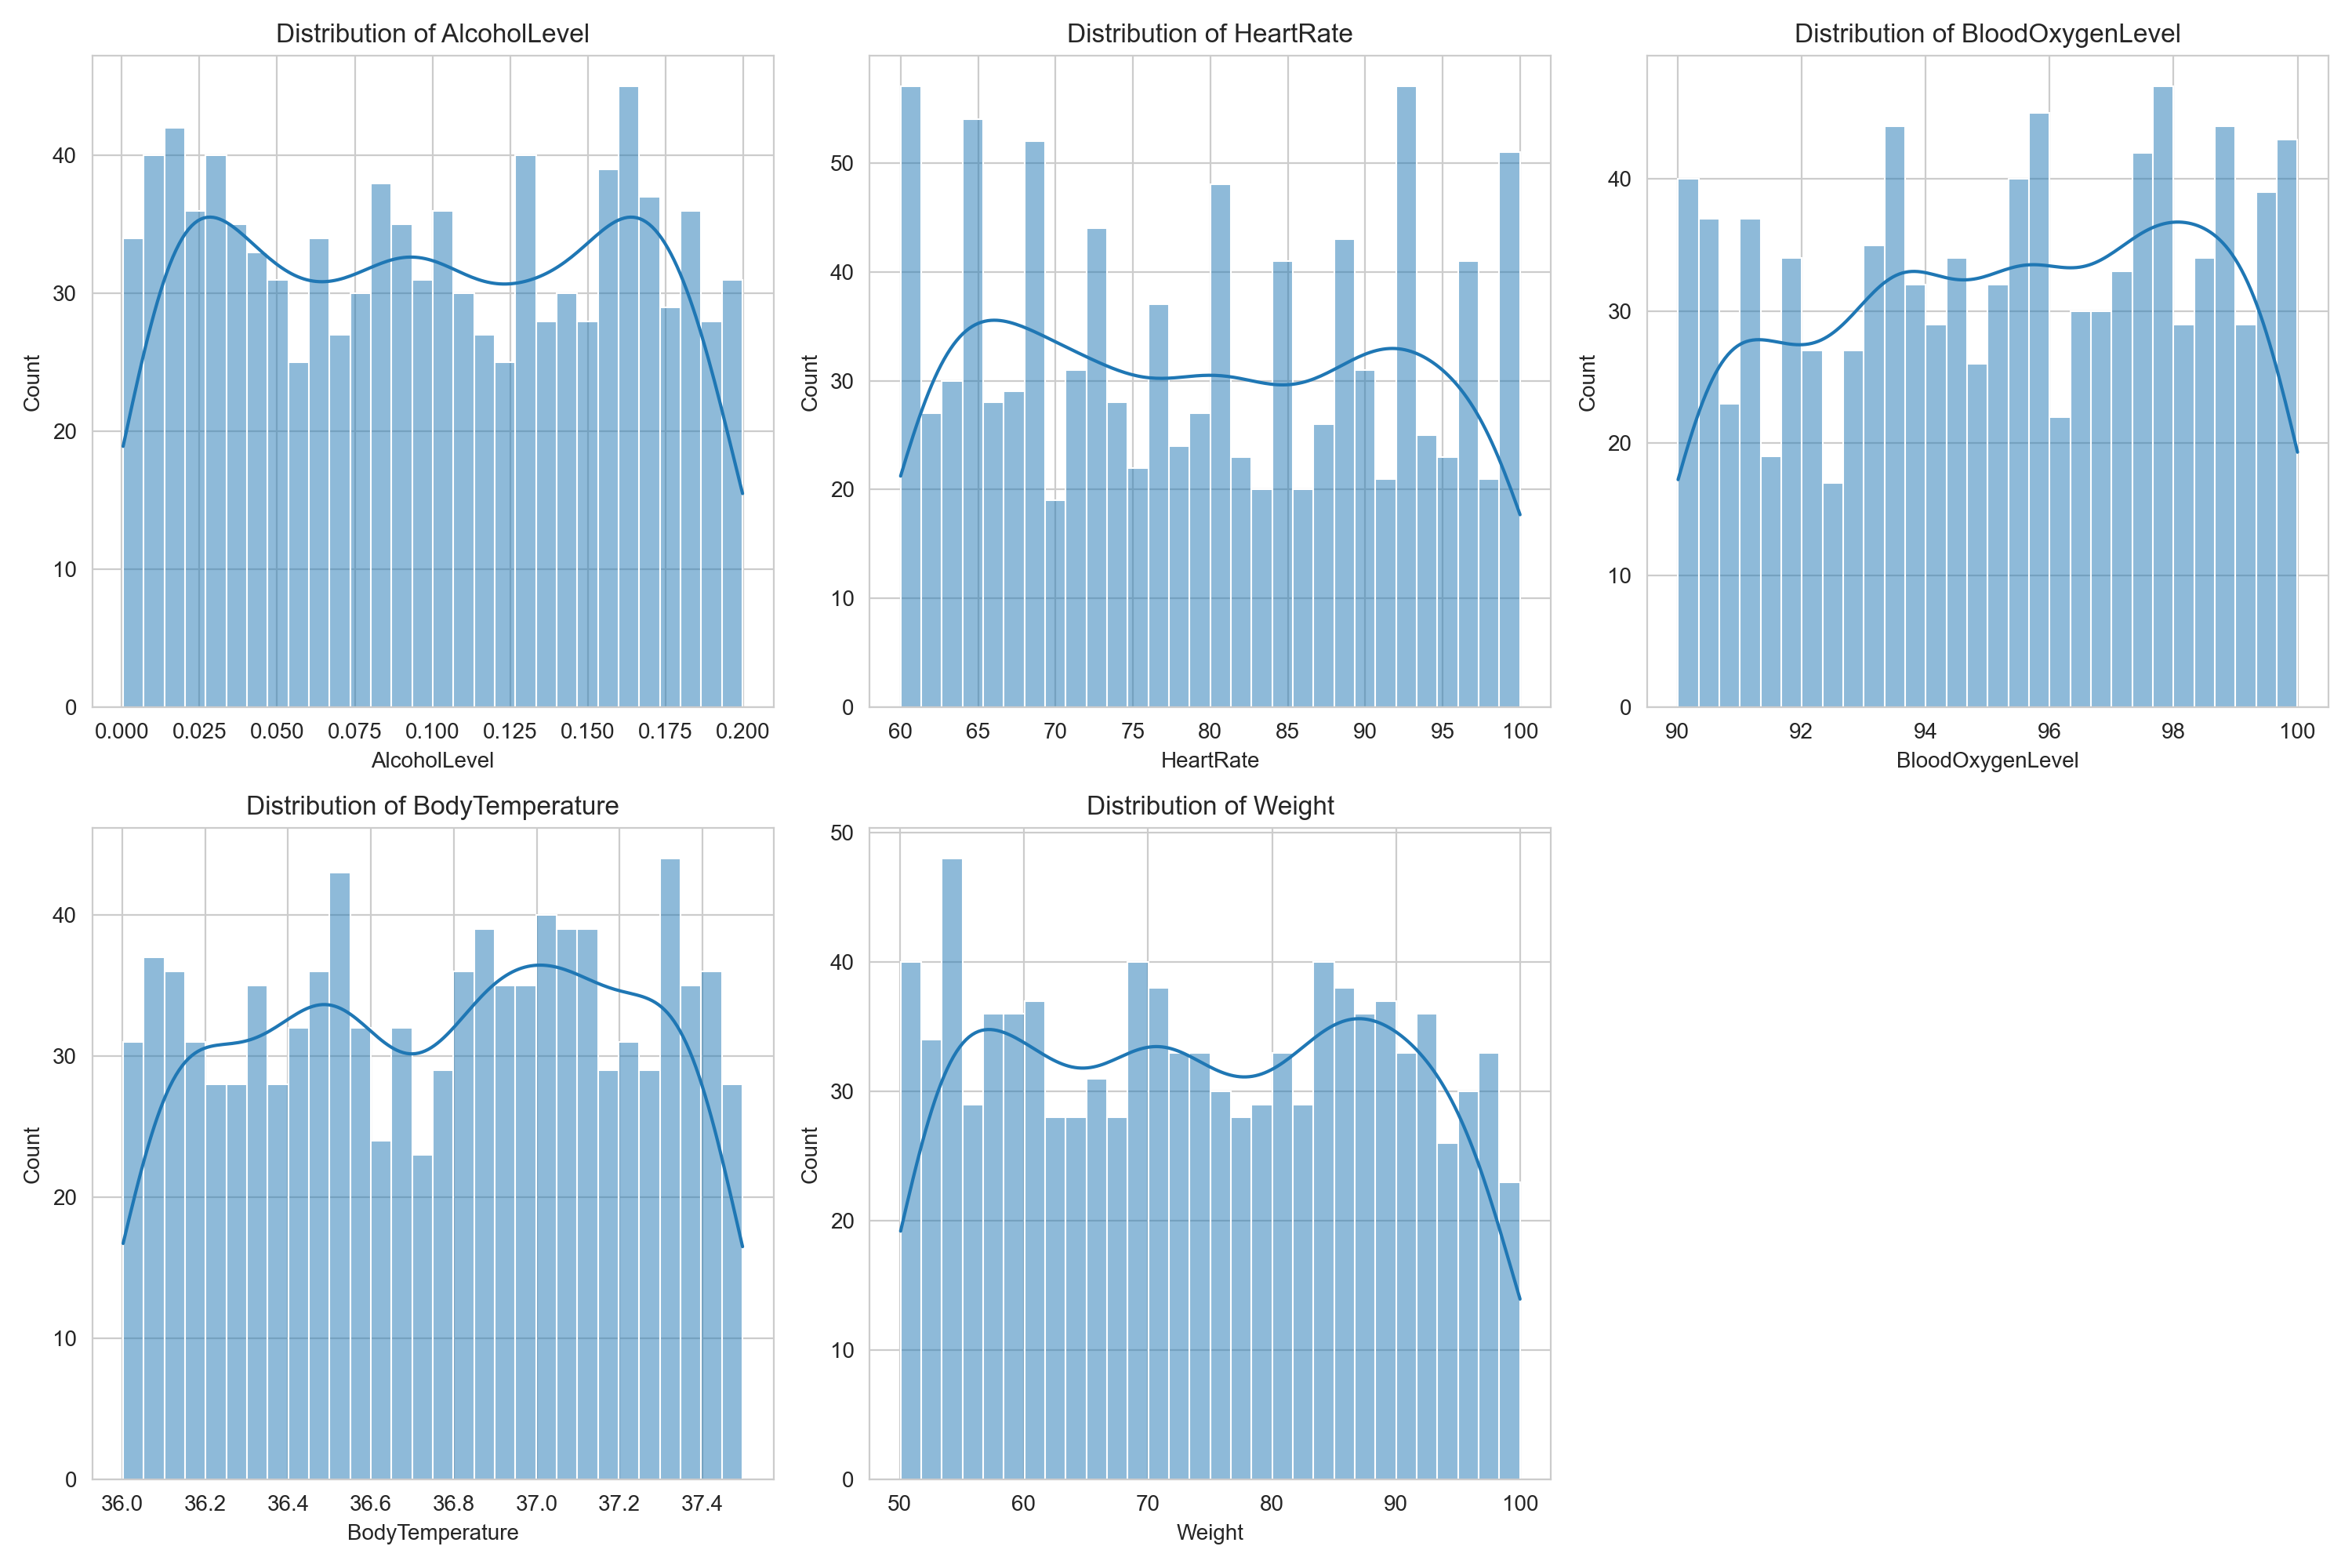 Distribution of AlcoholLevel
Count
40
30
20
10
0
0.000 0.025 0.050 0.075 0.100 0.125 0.150 0.175 0.200
AlcoholLevel
Distribution of HeartRate
Count
50
40
30
20
10
0
60 65 70 75 80 85 90 95 100
HeartRate
Distribution of BloodOxygenLevel
Count
40
30
20
10
0
90 92 94 96 98 100
BloodOxygenLevel
Distribution of BodyTemperature
Count
40
30
20
10
0
36.0 36.2 36.4 36.6 36.8 37.0 37.2 37.4
BodyTemperature
Distribution of Weight
Count
50
40
30
20
10
0
50 60 70 80 90 100
Weight